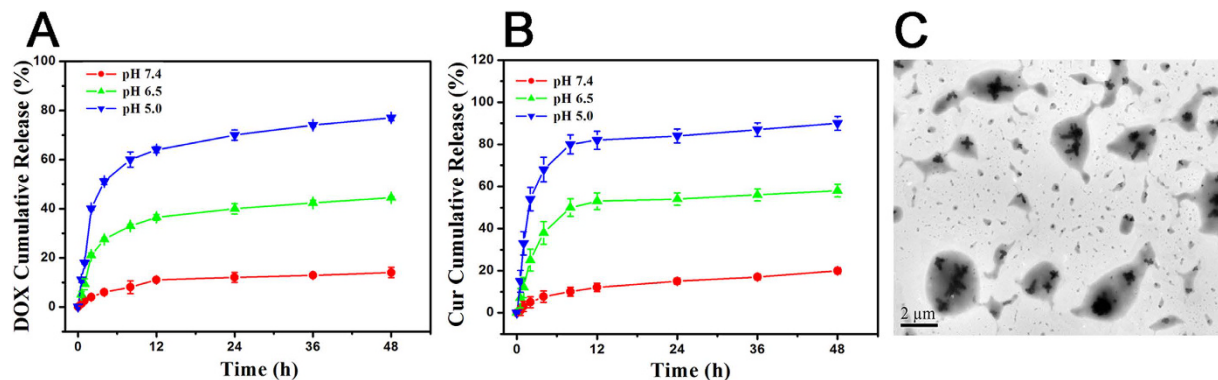 A
DOX Cumulative Release (%)
100
80
60
40
20
0
pH 7.4
pH 6.5
pH 5.0
0 12 24 36 48
Time (h)
B
Cur Cumulative Release (%)
120
100
80
60
40
20
0
pH 7.4
pH 6.5
pH 5.0
0 12 24 36 48
Time (h)
C
2 μm